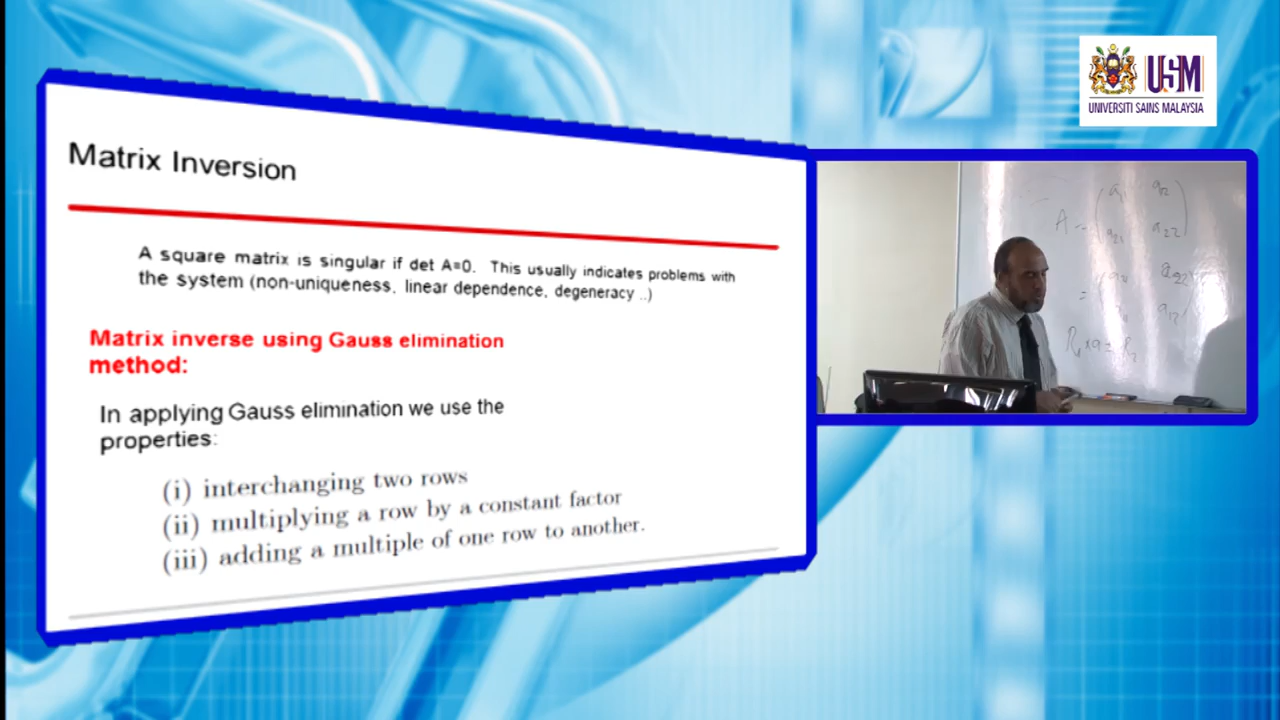 Matrix Inversion
A square matrix is singular if det A=0. This usually indicates problems with
the system (non-uniqueness, linear dependence, degeneracy ..)
Matrix inverse using Gauss elimination
method:
In applying Gauss elimination we use the
properties:
(i) interchanging two rows
(ii) multiplying a row by a constant factor
(iii) adding a multiple of one row to another.
USM
UNIVERSITI SAINS MALAYSIA
A
a₂₂